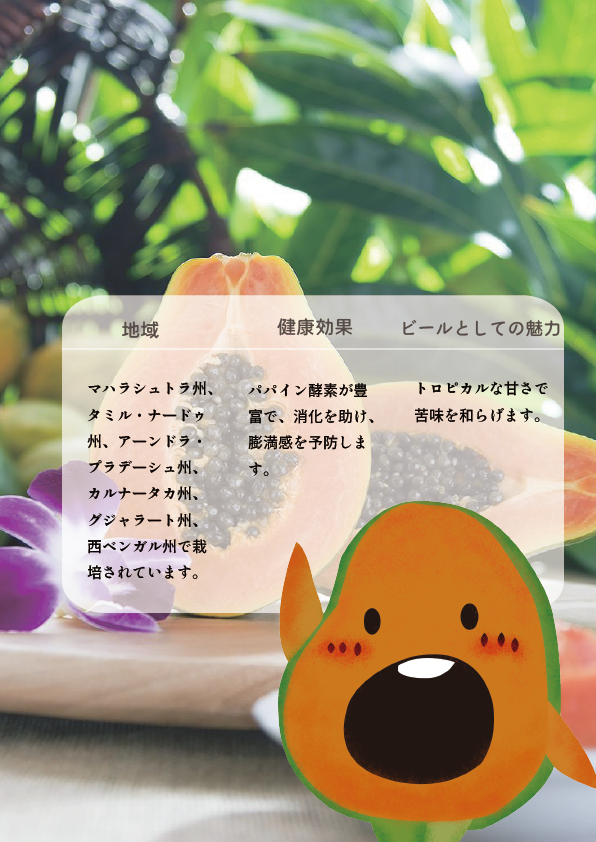 地域
マハラシュトラ州、
タミル・ナードゥ
州、アーンドラ・
プラデーシュ州、
カルナータカ州、
グジャラート州、
西ベンガル州で栽
培されています。
健康効果
パパイン酵素が豊
富で、消化を助け、
膨満感を予防しま
す。
ビールとしての魅力
トロピカルな甘さで
苦味を和らげます。